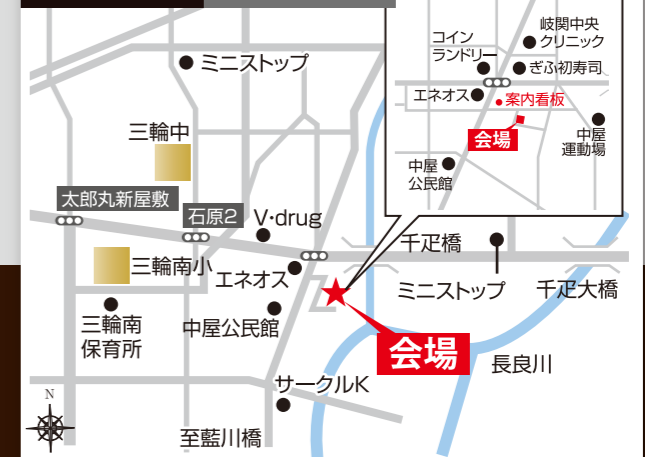 ミニストップ
三輪中
太郎丸新屋敷
石原2
V・drug
三輪南小
エネオス
三輪南
保育所
中屋公民館
サークルK
至藍川橋
N
千疋橋
ミニストップ
千疋大橋
会場
長良川
コイン
ランドリー
岐関中央
クリニック
ぎふ初寿司
エネオス
案内看板
会場
中屋
運動場
中屋
公民館